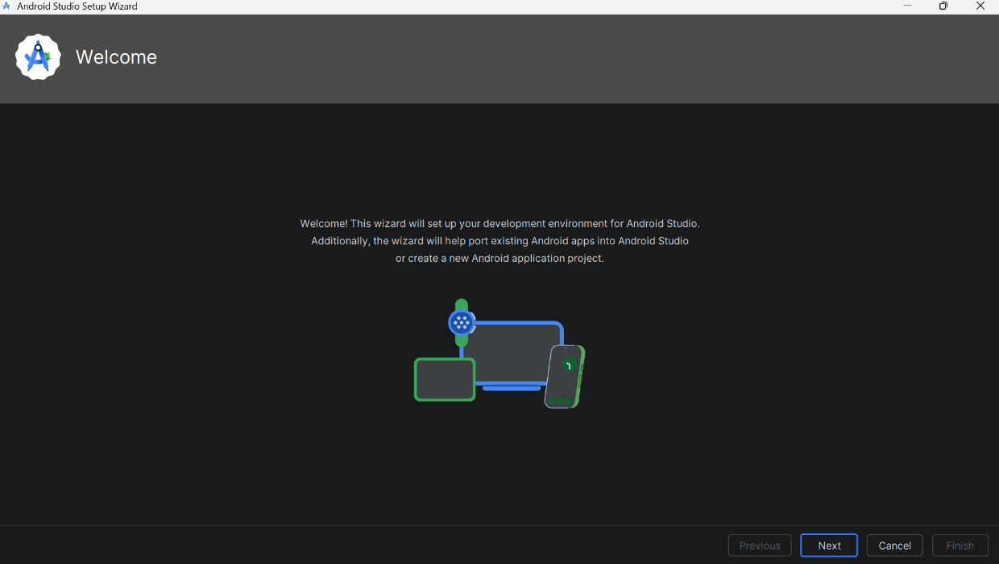 Android Studio Setup Wizard
Welcome
Welcome! This wizard will set up your development environment for Android Studio.
Additionally, the wizard will help port existing Android apps into Android Studio
or create a new Android application project.
Previous
Next
Cancel
Finish